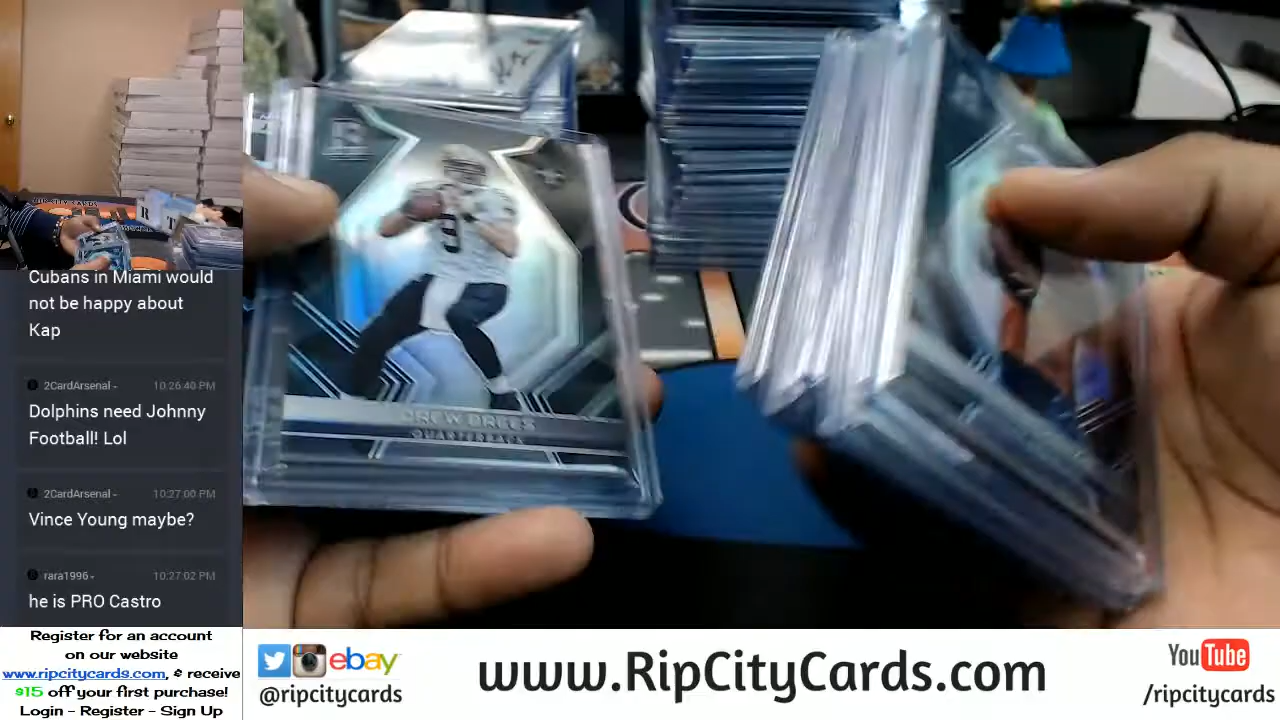 Cubans in Miami would
not be happy about
Kap
2CardArsenal - 10:26:40 PM
Dolphins need Johnny
Football! Lol
2CardArsenal - 10:27:00 PM
Vince Young maybe?
rara1996 - 10:27:02 PM
he is PRO Castro
Register for an account
on our website
www.ripcitycards.com, & receive
$15 off your first purchase!
Login - Register - Sign Up
R
9
DREW BREES
QUARTERBACK
ebay
@ripcitycards
www.RipCityCards.com
YouTube
/ripcitycards